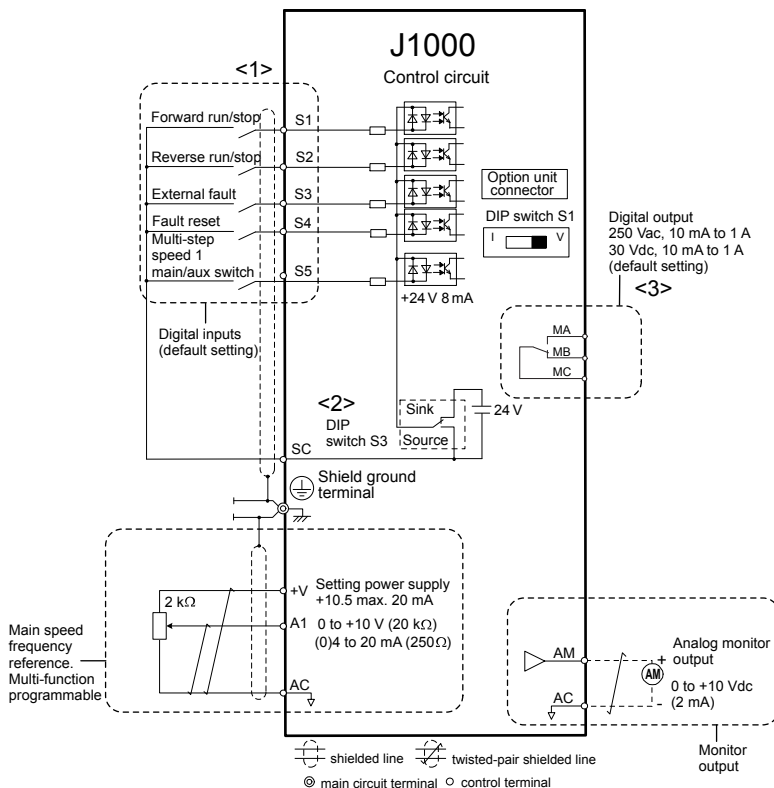 J1000
Control circuit
<1>
Forward run/stop
S1
Reverse run/stop
S2
External fault
S3
Fault reset
S4
Multi-step
speed 1
main/aux switch
S5
Digital inputs
(default setting)
Option unit
connector
DIP switch S1
I
V
+24 V 8 mA
Digital output
250 Vac, 10 mA to 1 A
30 Vdc, 10 mA to 1 A
(default setting)
<3>
MA
MB
MC
<2>
DIP
switch S3
Sink
Source
24 V
SC
Shield ground
terminal
Main speed
frequency
reference.
Multi-function
programmable
2 kΩ
+V
Setting power supply
+10.5 max. 20 mA
A1
0 to +10 V (20 kΩ)
(0)4 to 20 mA (250Ω)
AC
AM
+
AM
-
AC
Analog monitor
output
0 to +10 Vdc
(2 mA)
Monitor
output
shielded line
twisted-pair shielded line
main circuit terminal
control terminal